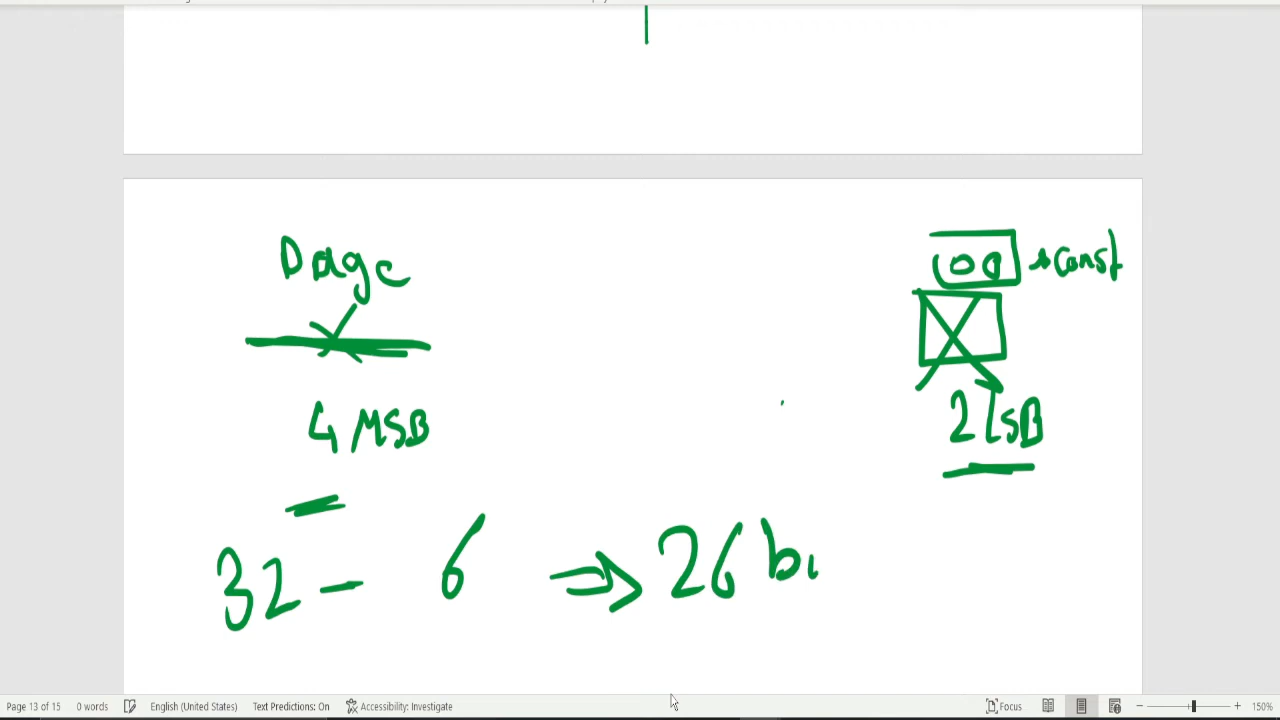 Page
00 → const
4 MSB
2 LSB
32 - 6 ⇒ 26 bi
Page 13 of 15 0 words English (United States) Text Predictions: On Accessibility: Investigate Focus 150%